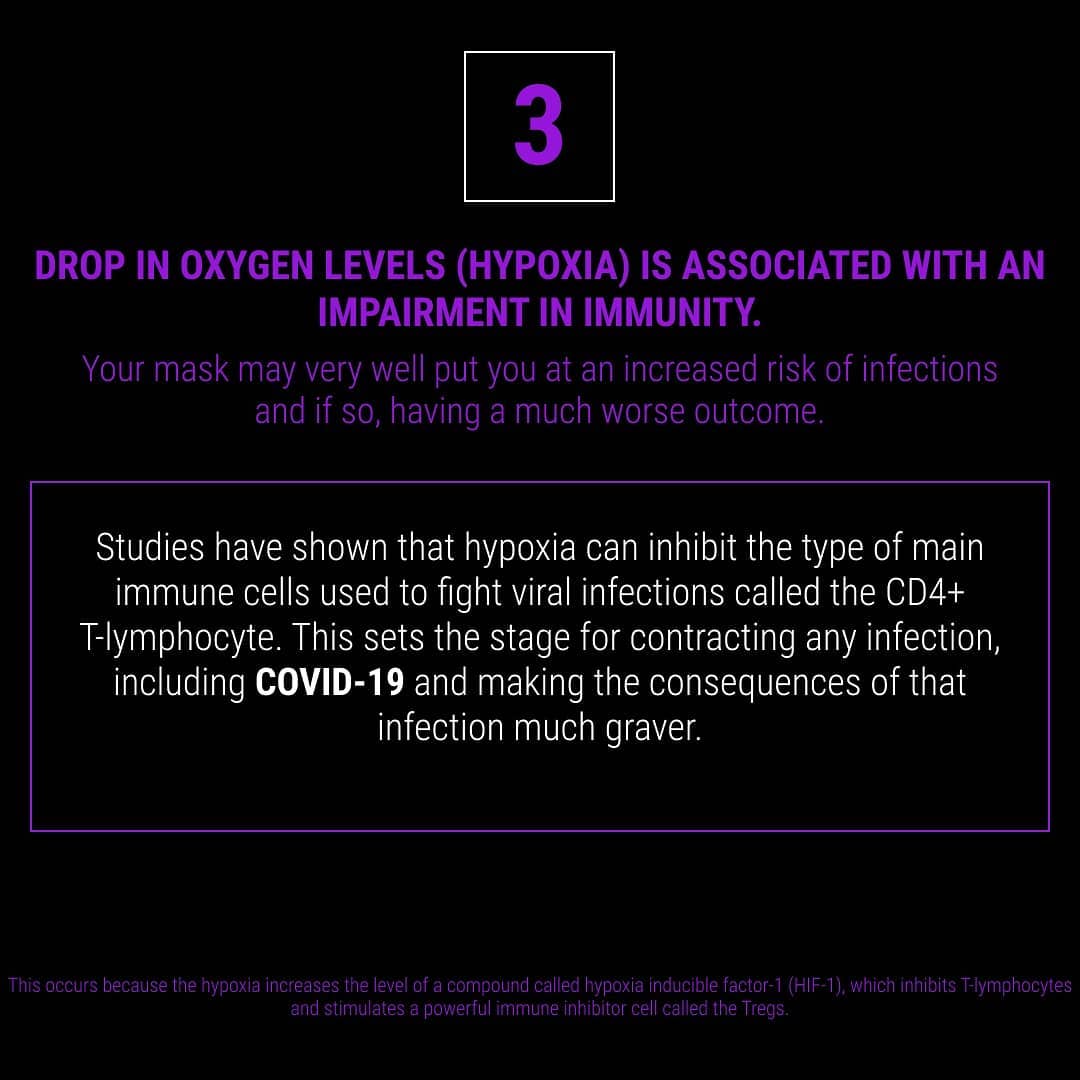 3
DROP IN OXYGEN LEVELS (HYPOXIA) IS ASSOCIATED WITH AN
IMPAIRMENT IN IMMUNITY.
Your mask may very well put you at an increased risk of infections
and if so, having a much worse outcome.
Studies have shown that hypoxia can inhibit the type of main
immune cells used to fight viral infections called the CD4+
T-lymphocyte. This sets the stage for contracting any infection,
including COVID-19 and making the consequences of that
infection much graver.
This occurs because the hypoxia increases the level of a compound called hypoxia inducible factor-1 (HIF-1), which inhibits T-lymphocytes
and stimulates a powerful immune inhibitor cell called the Tregs.